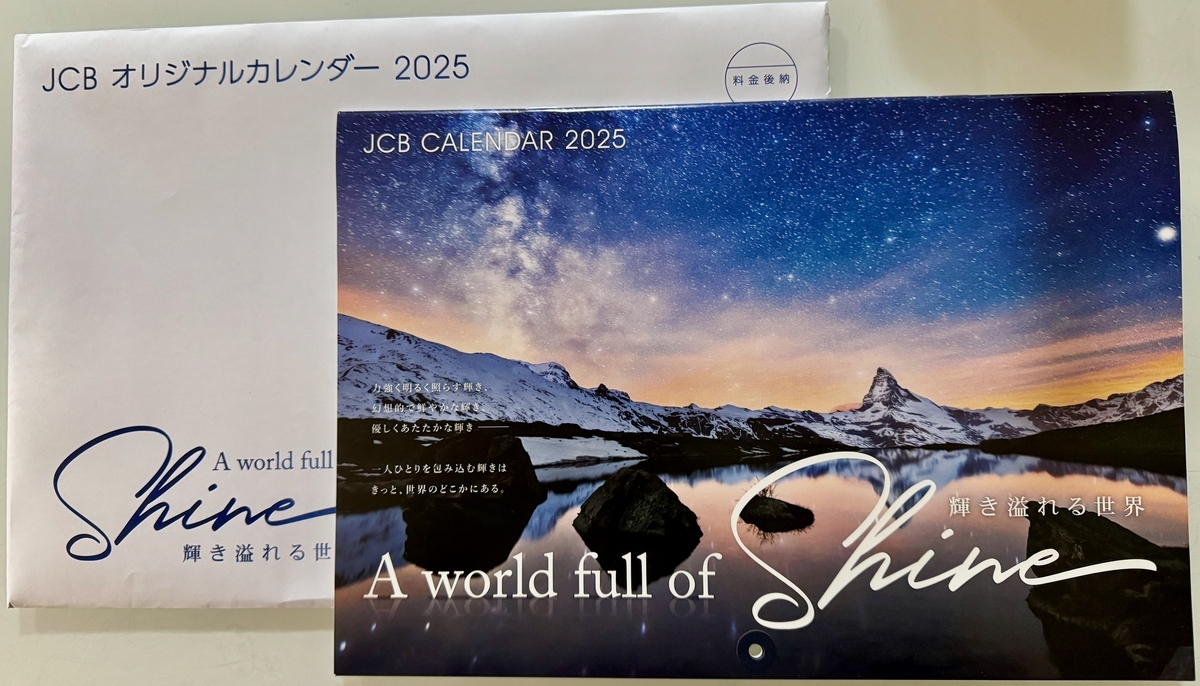 JCB オリジナルカレンダー 2025
料金後納
A world full
Shine
輝き溢れる世
JCB CALENDAR 2025
力強く明るく照らす輝き、
幻想的で鮮やかな輝き、
優しくあたたかな輝き――
一人ひとりを包み込む輝きは
きっと、世界のどこかにある。
輝き溢れる世界
A world full of Shine